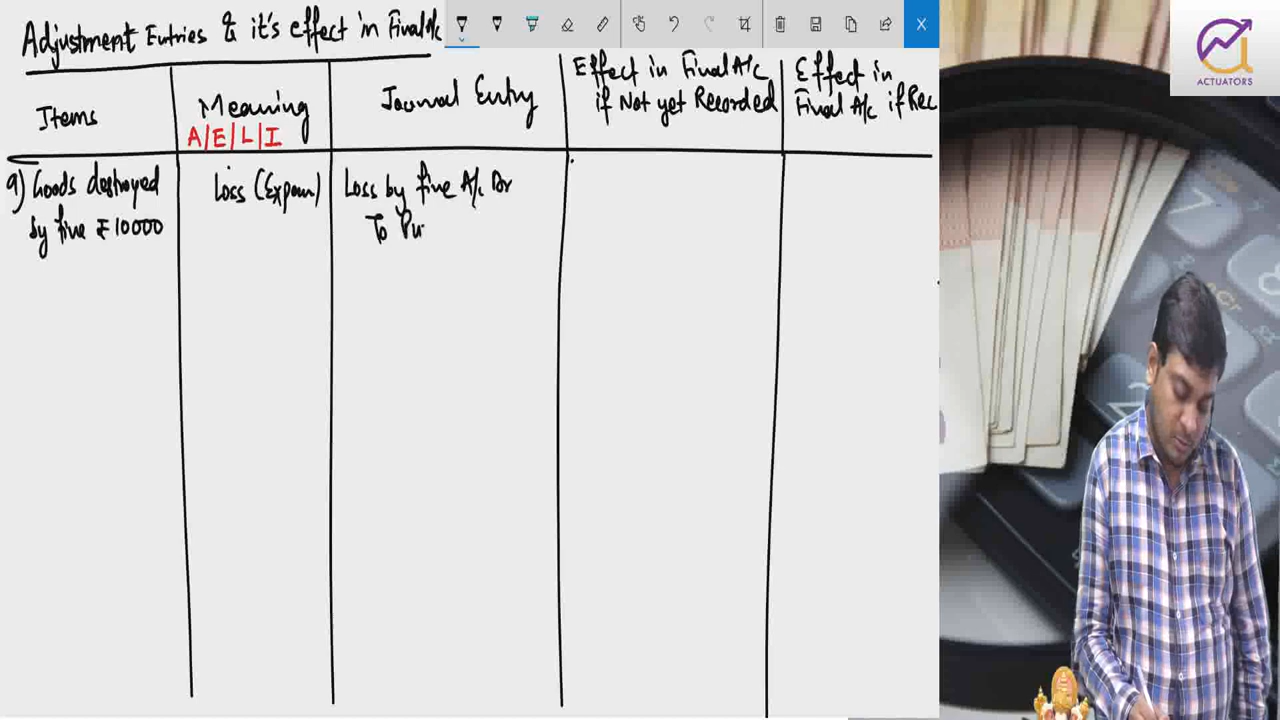 Adjustment Entries & it's effect in Final A/c
Items
Meaning
A/E/L/I
Journal Entry
Effect in Final A/c
if Not yet Recorded
Effect in
Final A/c if Rec
9) Goods destroyed
by fire ₹ 10000
Loss (Expen)
Loss by fire A/c Dr
To Pu
ACTUATORS